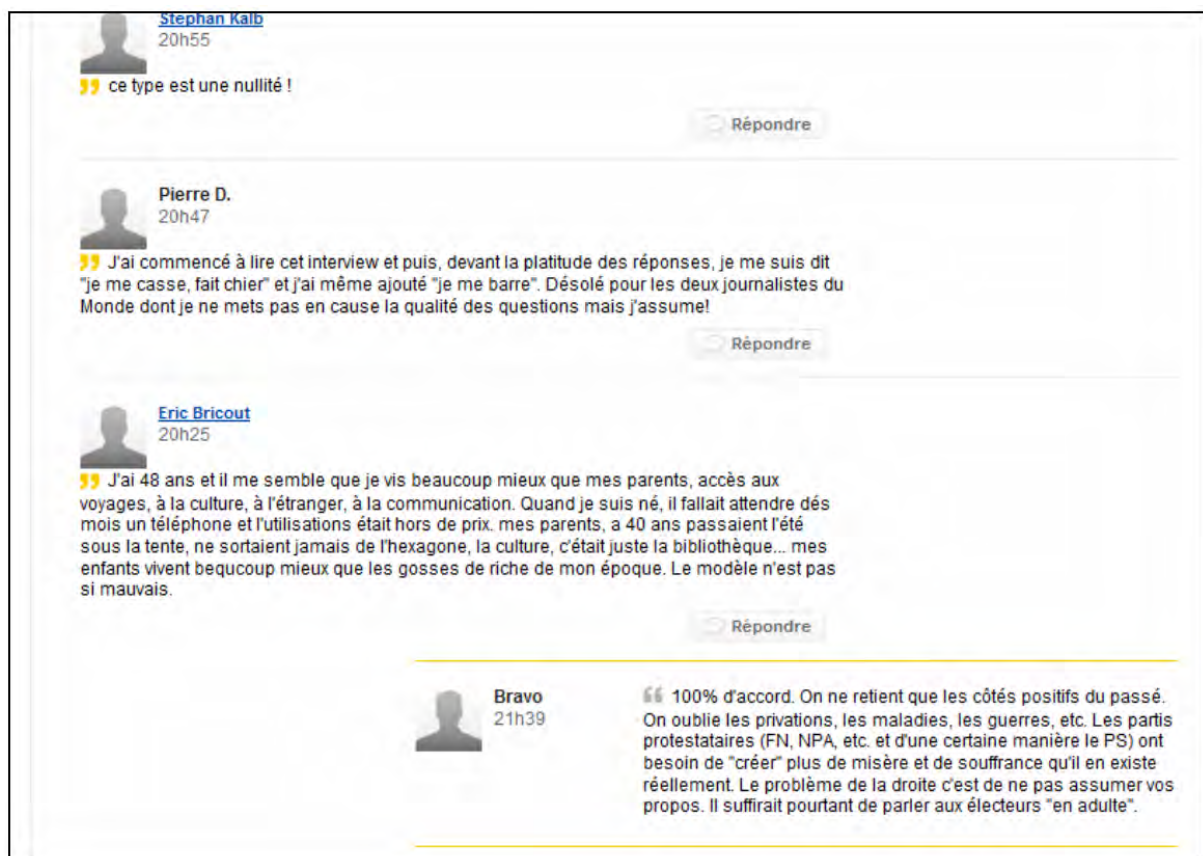 Stephan Kalb
20h55
ce type est une nullité !
Répondre
Pierre D.
20h47
J'ai commencé à lire cet interview et puis, devant la platitude des réponses, je me suis dit
"je me casse, fait chier" et j'ai même ajouté "je me barre". Désolé pour les deux journalistes du
Monde dont je ne mets pas en cause la qualité des questions mais j'assume!
Répondre
Eric Bricout
20h25
J'ai 48 ans et il me semble que je vis beaucoup mieux que mes parents, accès aux
voyages, à la culture, à l'étranger, à la communication. Quand je suis né, il fallait attendre dés
mois un téléphone et l'utilisations était hors de prix. mes parents, a 40 ans passaient l'été
sous la tente, ne sortaient jamais de l'hexagone, la culture, c'était juste la bibliothèque... mes
enfants vivent bequcoup mieux que les gosses de riche de mon époque. Le modèle n'est pas
si mauvais.
Répondre
Bravo
21h39
100% d'accord. On ne retient que les côtés positifs du passé.
On oublie les privations, les maladies, les guerres, etc. Les partis
protestataires (FN, NPA, etc. et d'une certaine manière le PS) ont
besoin de "créer" plus de misère et de souffrance qu'il en existe
réellement. Le problème de la droite c'est de ne pas assumer vos
propos. Il suffirait pourtant de parler aux électeurs "en adulte".